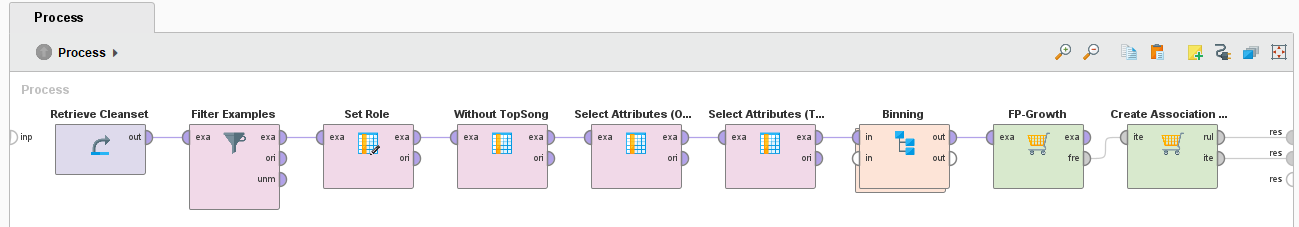 Process
Process
Process
Retrieve Cleanset
Filter Examples
Set Role
Without TopSong
Select Attributes (O...
Select Attributes (T...
Binning
FP-Growth
Create Association ...
inp
out
exa
exa
exa
exa
exa
exa
exa
exa
exa
exa
in
out
exa
exa
ite
rul
res
ori
ori
ori
ori
ori
in
out
fre
ite
res
unm
res